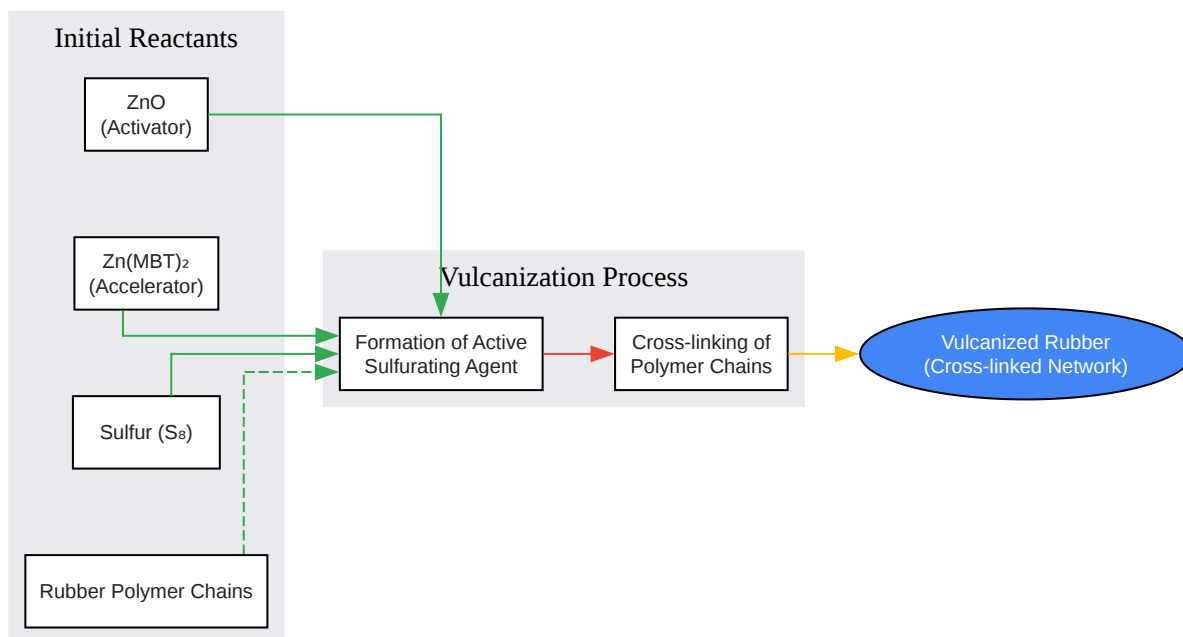 Initial Reactants
ZnO
(Activator)
Zn(MBT)₂
(Accelerator)
Sulfur (S₈)
Rubber Polymer Chains
Vulcanization Process
Formation of Active
Sulfurating Agent
Cross-linking of
Polymer Chains
Vulcanized Rubber
(Cross-linked Network)